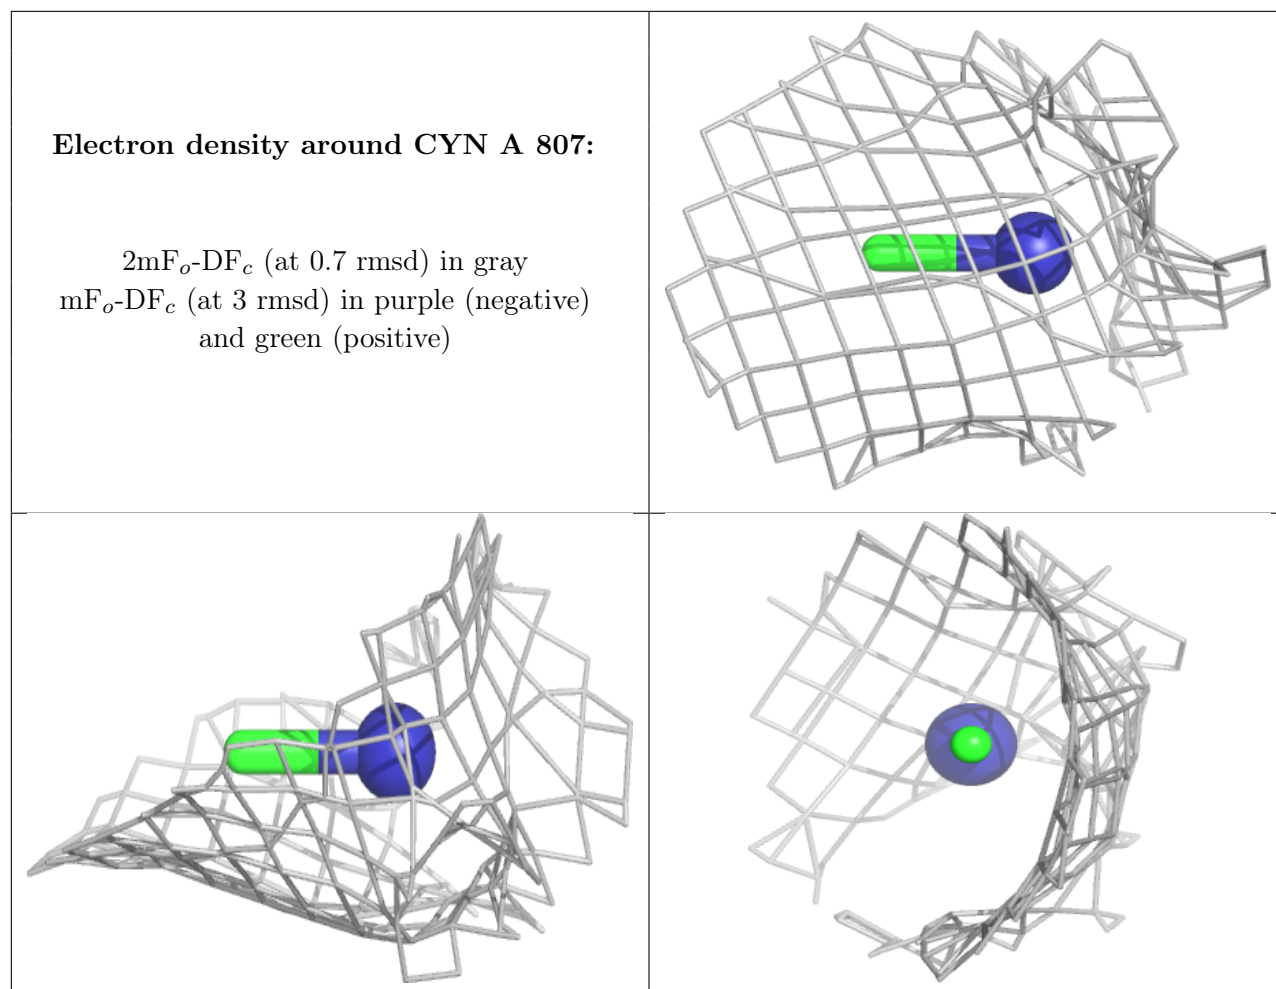 Electron density around CYN A 807:
2mFo-DFc (at 0.7 rmsd) in gray
mFo-DFc (at 3 rmsd) in purple (negative)
and green (positive)